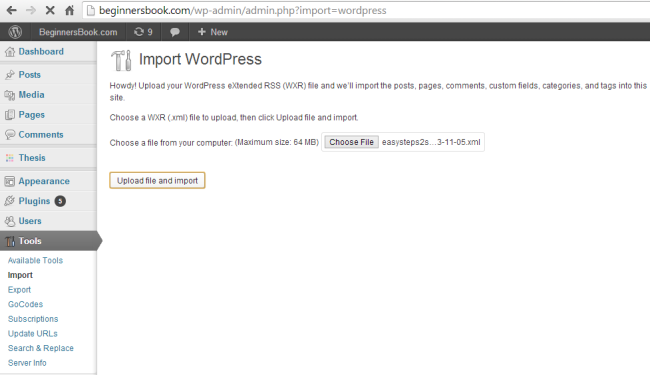 beginnersbook.com/wp-admin/admin.php?import=wordpress
BeginnersBook.com 9 + New
Dashboard
Posts
Media
Pages
Comments
Thesis
Appearance
Plugins 5
Users
Tools
Available Tools
Import
Export
GoCodes
Subscriptions
Update URLs
Search & Replace
Server Info
Import WordPress
Howdy! Upload your WordPress eXtended RSS (WXR) file and we'll import the posts, pages, comments, custom fields, categories, and tags into this
site.
Choose a WXR (.xml) file to upload, then click Upload file and import.
Choose a file from your computer: (Maximum size: 64 MB) Choose File easysteps2s...3-11-05.xml
Upload file and import